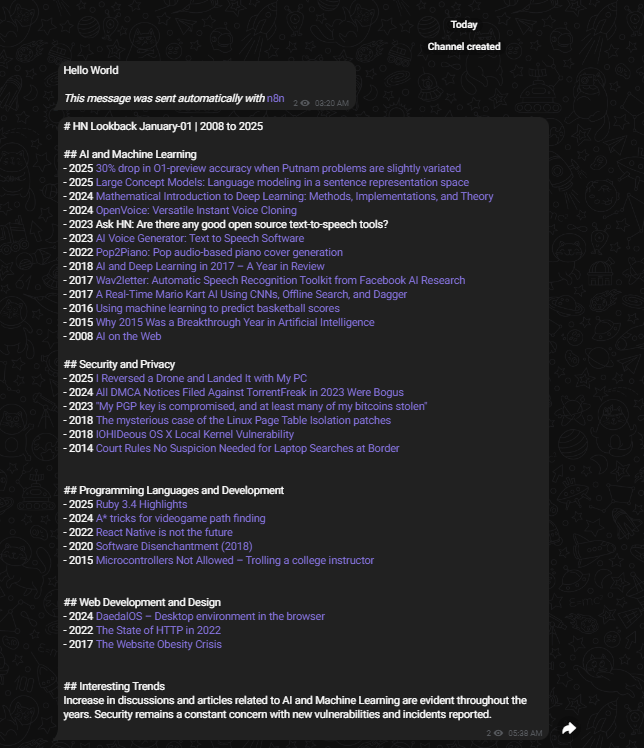 Today
Channel created
Hello World
This message was sent automatically with n8n
2 03:20 AM
# HN Lookback January-01 | 2008 to 2025
## AI and Machine Learning
- 2025 30% drop in O1-preview accuracy when Putnam problems are slightly variated
- 2025 Large Concept Models: Language modeling in a sentence representation space
- 2024 Mathematical Introduction to Deep Learning: Methods, Implementations, and Theory
- 2024 OpenVoice: Versatile Instant Voice Cloning
- 2023 Ask HN: Are there any good open source text-to-speech tools?
- 2023 AI Voice Generator: Text to Speech Software
- 2022 Pop2Piano: Pop audio-based piano cover generation
- 2018 AI and Deep Learning in 2017 – A Year in Review
- 2017 Wav2letter: Automatic Speech Recognition Toolkit from Facebook AI Research
- 2017 A Real-Time Mario Kart AI Using CNNs, Offline Search, and Dagger
- 2016 Using machine learning to predict basketball scores
- 2015 Why 2015 Was a Breakthrough Year in Artificial Intelligence
- 2008 AI on the Web
## Security and Privacy
- 2025 I Reversed a Drone and Landed It with My PC
- 2024 All DMCA Notices Filed Against TorrentFreak in 2023 Were Bogus
- 2023 "My PGP key is compromised, and at least many of my bitcoins stolen"
- 2018 The mysterious case of the Linux Page Table Isolation patches
- 2018 IOHIDeous OS X Local Kernel Vulnerability
- 2014 Court Rules No Suspicion Needed for Laptop Searches at Border
## Programming Languages and Development
- 2025 Ruby 3.4 Highlights
- 2024 A* tricks for videogame path finding
- 2022 React Native is not the future
- 2020 Software Disenchantment (2018)
- 2015 Microcontrollers Not Allowed – Trolling a college instructor
## Web Development and Design
- 2024 DaedalOS – Desktop environment in the browser
- 2022 The State of HTTP in 2022
- 2017 The Website Obesity Crisis
## Interesting Trends
Increase in discussions and articles related to AI and Machine Learning are evident throughout the
years. Security remains a constant concern with new vulnerabilities and incidents reported.
2 05:38 AM